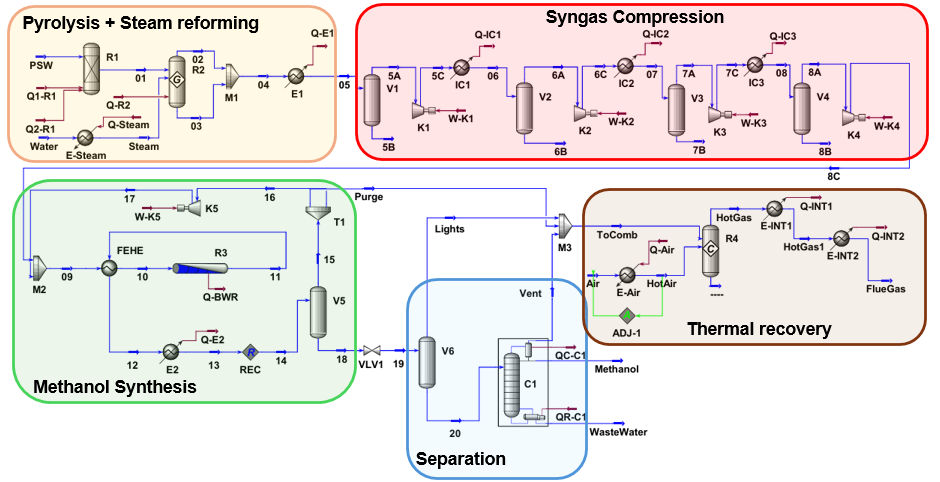 Pyrolysis + Steam reforming
Syngas Compression
PSW
R1
01
02
R2
G
M1
04
Q-E1
E1
05
03
Q1-R1
Q-R2
Q2-R1
Q-Steam
Water
E-Steam
Steam
V1
5A
5B
5C
K1
W-K1
Q-IC1
IC1
06
V2
6A
6B
6C
K2
W-K2
Q-IC2
IC2
07
V3
7A
7B
7C
K3
W-K3
Q-IC3
IC3
08
V4
8A
8B
K4
W-K4
8C
17
W-K5
K5
16
T1
Purge
M2
09
FEHE
10
R3
Q-BWR
11
15
V5
12
Q-E2
E2
13
R
REC
14
18
VLV1
19
Methanol Synthesis
Lights
M3
Vent
V6
20
C1
QC-C1
Methanol
QR-C1
WasteWater
Separation
ToComb
HotGas
R4
C
Q-INT1
E-INT1
HotGas1
Q-INT2
E-INT2
FlueGas
Air
Q-Air
E-Air
HotAir
A
ADJ-1
----
Thermal recovery